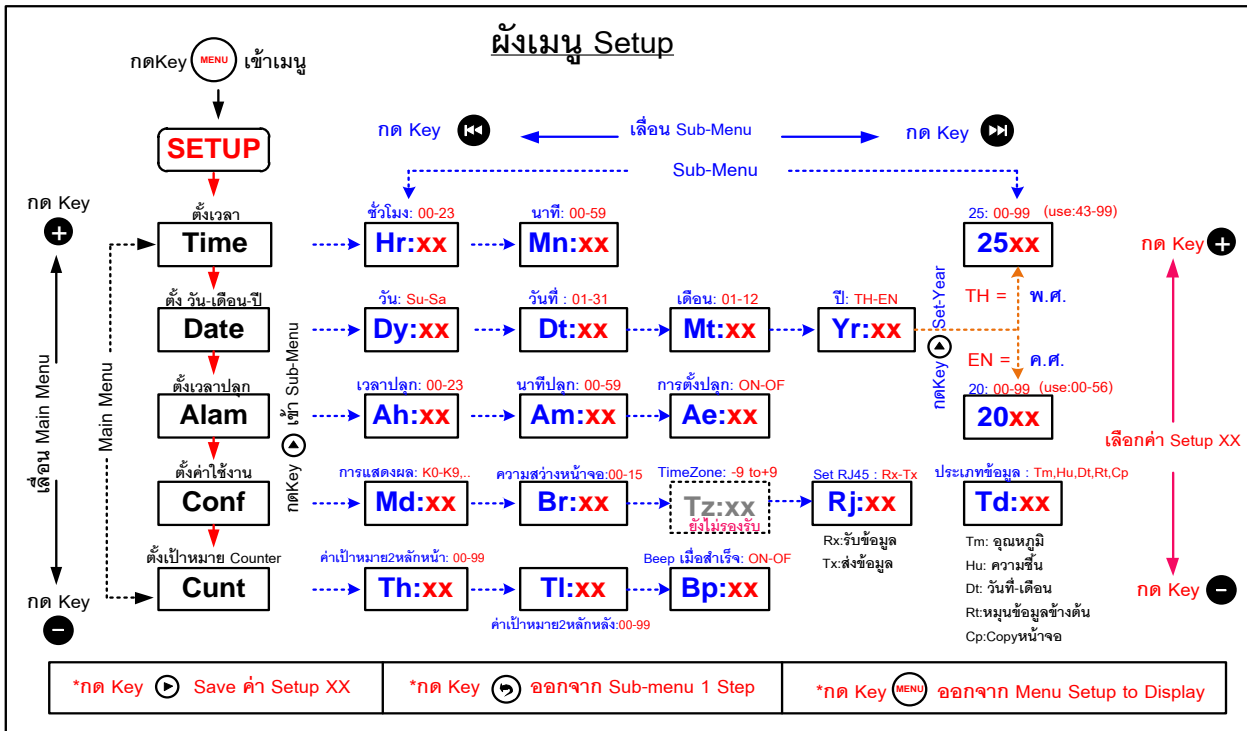 ผังเมนู Setup
กดKey MENU เข้าเมนู
SETUP
กด Key ⏮ เลื่อน Sub-Menu กด Key ⏭
Sub-Menu
กด Key
+
เลื่อน Main Menu
กด Key
−
Main Menu
กดKey ▲ เข้า Sub-Menu
ตั้งเวลา
Time
ชั่วโมง: 00-23
Hr:xx
นาที: 00-59
Mn:xx
25: 00-99 (use:43-99)
25xx
ตั้ง วัน-เดือน-ปี
Date
วัน: Su-Sa
Dy:xx
วันที่ : 01-31
Dt:xx
เดือน: 01-12
Mt:xx
ปี: TH-EN
Yr:xx
กดKey ▲ Set-Year
TH = พ.ศ.
EN = ค.ศ.
20: 00-99 (use:00-56)
20xx
ตั้งเวลาปลุก
Alam
เวลาปลุก: 00-23
Ah:xx
นาทีปลุก: 00-59
Am:xx
การตั้งปลุก: ON-OF
Ae:xx
ตั้งค่าใช้งาน
Conf
การแสดงผล: K0-K9,..
Md:xx
ความสว่างหน้าจอ:00-15
Br:xx
TimeZone: -9 to+9
Tz:xx
ยังไม่รองรับ
Set RJ45 : Rx-Tx
Rj:xx
Rx:รับข้อมูล
Tx:ส่งข้อมูล
ประเภทข้อมูล : Tm,Hu,Dt,Rt,Cp
Td:xx
Tm: อุณหภูมิ
Hu: ความชื้น
Dt: วันที่-เดือน
Rt:หมุนข้อมูลข้างต้น
Cp:Copyหน้าจอ
ตั้งเป้าหมาย Counter
Cunt
ค่าเป้าหมาย2หลักหน้า: 00-99
Th:xx
Tl:xx
ค่าเป้าหมาย2หลักหลัง:00-99
Beep เมื่อสำเร็จ: ON-OF
Bp:xx
กด Key +
เลือกค่า Setup XX
กด Key −
*กด Key ▶ Save ค่า Setup XX
*กด Key ↩ ออกจาก Sub-menu 1 Step
*กด Key MENU ออกจาก Menu Setup to Display